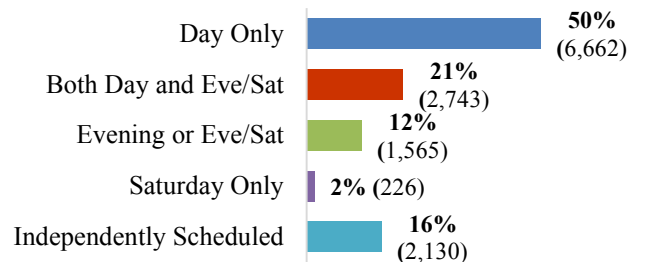 Day Only
50%
(6,662)
Both Day and Eve/Sat
21%
(2,743)
Evening or Eve/Sat
12%
(1,565)
Saturday Only
2% (226)
Independently Scheduled
16%
(2,130)